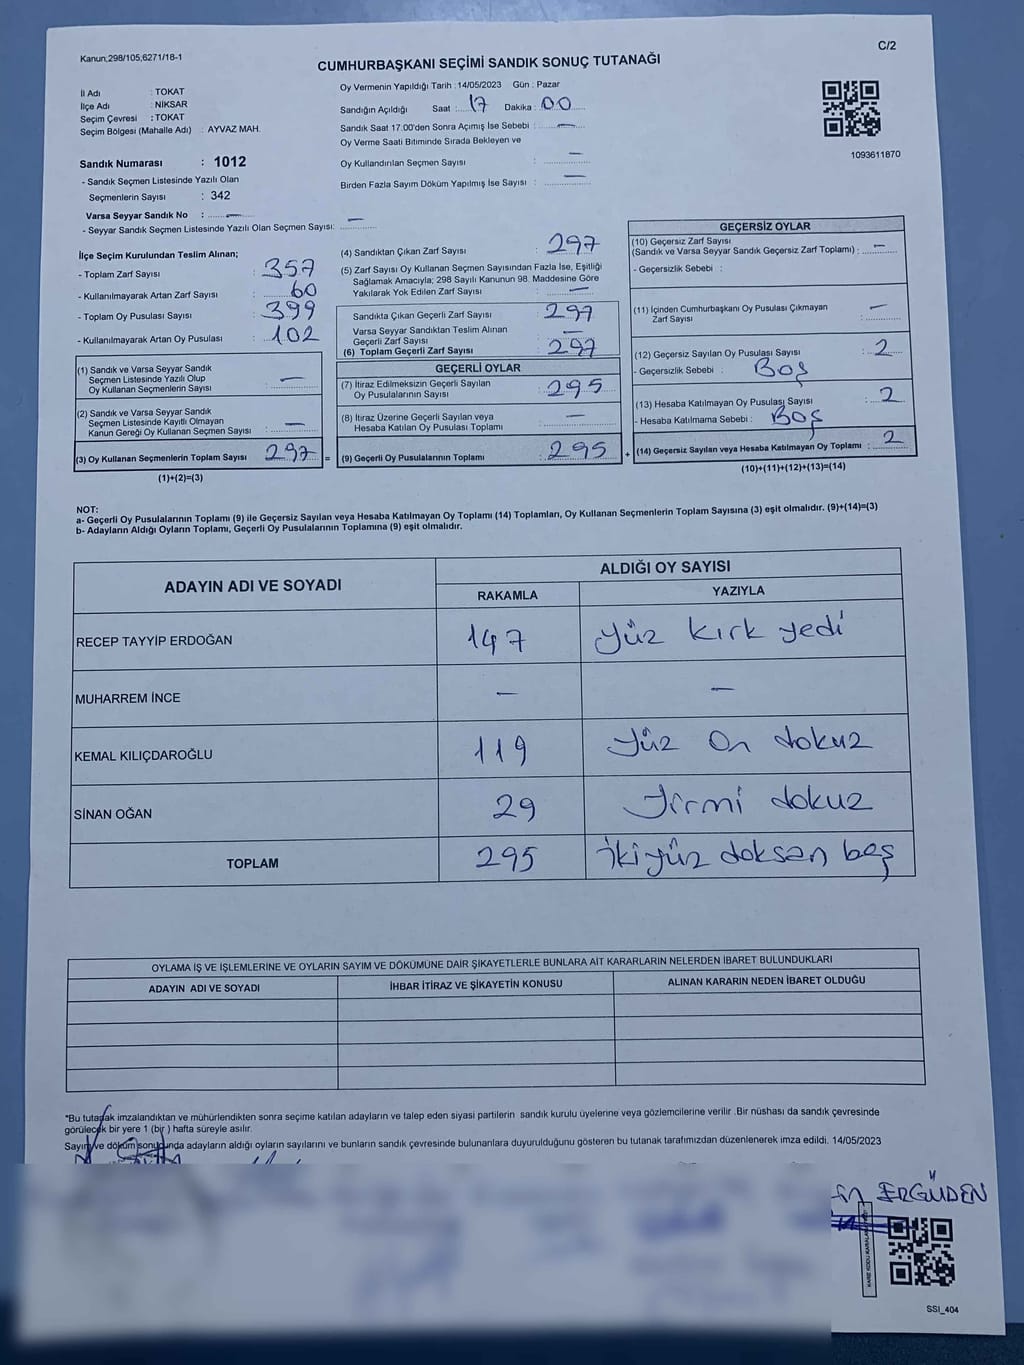 Kanun;298/105;6271/18-1
C/2
CUMHURBAŞKANI SEÇİMİ SANDIK SONUÇ TUTANAĞI
İl Adı : TOKAT
İlçe Adı : NİKSAR
Seçim Çevresi : TOKAT
Seçim Bölgesi (Mahalle Adı) : AYVAZ MAH.
Sandık Numarası : 1012
- Sandık Seçmen Listesinde Yazılı Olan
Seçmenlerin Sayısı : 342
Varsa Seyyar Sandık No : —
- Seyyar Sandık Seçmen Listesinde Yazılı Olan Seçmen Sayısı: —
Oy Vermenin Yapıldığı Tarih : 14/05/2023 Gün : Pazar
Sandığın Açıldığı Saat : 17 Dakika : 00
Sandık Saat 17.00'den Sonra Açımış İse Sebebi : —
Oy Verme Saati Bitiminde Sırada Bekleyen ve
Oy Kullandırılan Seçmen Sayısı : —
Birden Fazla Sayım Döküm Yapılmış İse Sayısı : —
1093611870
İlçe Seçim Kurulundan Teslim Alınan;
- Toplam Zarf Sayısı : 357
- Kullanılmayarak Artan Zarf Sayısı : 60
- Toplam Oy Pusulası Sayısı : 399
- Kullanılmayarak Artan Oy Pusulası : 102
(1) Sandık ve Varsa Seyyar Sandık
Seçmen Listesinde Yazılı Olup
Oy Kullanan Seçmenlerin Sayısı : —
(2) Sandık ve Varsa Seyyar Sandık
Seçmen Listesinde Kayıtlı Olmayan
Kanun Gereği Oy Kullanan Seçmen Sayısı : —
(3) Oy Kullanan Seçmenlerin Toplam Sayısı : 297 =
(1)+(2)=(3)
(4) Sandıktan Çıkan Zarf Sayısı : 297
(5) Zarf Sayısı Oy Kullanan Seçmen Sayısından Fazla İse, Eşitliği
Sağlamak Amacıyla; 298 Sayılı Kanunun 98. Maddesine Göre
Yakılarak Yok Edilen Zarf Sayısı : —
Sandıkta Çıkan Geçerli Zarf Sayısı : 297
Varsa Seyyar Sandıktan Teslim Alınan
Geçerli Zarf Sayısı : —
(6) Toplam Geçerli Zarf Sayısı : 297
GEÇERLİ OYLAR
(7) İtiraz Edilmeksizin Geçerli Sayılan
Oy Pusulalarının Sayısı : 295
(8) İtiraz Üzerine Geçerli Sayılan veya
Hesaba Katılan Oy Pusulası Toplamı : —
(9) Geçerli Oy Pusulalarının Toplamı : 295 +
GEÇERSİZ OYLAR
(10) Geçersiz Zarf Sayısı
(Sandık ve Varsa Seyyar Sandık Geçersiz Zarf Toplamı) : —
- Geçersizlik Sebebi :
(11) İçinden Cumhurbaşkanı Oy Pusulası Çıkmayan
Zarf Sayısı : —
(12) Geçersiz Sayılan Oy Pusulası Sayısı : 2
- Geçersizlik Sebebi : Boş
(13) Hesaba Katılmayan Oy Pusulası Sayısı : 2
- Hesaba Katılmama Sebebi : Boş
(14) Geçersiz Sayılan veya Hesaba Katılmayan Oy Toplamı : 2
(10)+(11)+(12)+(13)=(14)
NOT:
a- Geçerli Oy Pusulalarının Toplamı (9) ile Geçersiz Sayılan veya Hesaba Katılmayan Oy Toplamı (14) Toplamları, Oy Kullanan Seçmenlerin Toplam Sayısına (3) eşit olmalıdır. (9)+(14)=(3)
b- Adayların Aldığı Oyların Toplamı, Geçerli Oy Pusulalarının Toplamına (9) eşit olmalıdır.
ADAYIN ADI VE SOYADI
ALDIĞI OY SAYISI
RAKAMLA YAZIYLA
RECEP TAYYİP ERDOĞAN 147 Yüz kırk yedi
MUHARREM İNCE — —
KEMAL KILIÇDAROĞLU 119 Yüz On dokuz
SİNAN OĞAN 29 Yirmi dokuz
TOPLAM 295 ikiyüz doksan beş
OYLAMA İŞ VE İŞLEMLERİNE VE OYLARIN SAYIM VE DÖKÜMÜNE DAİR ŞİKAYETLERLE BUNLARA AİT KARARLARIN NELERDEN İBARET BULUNDUKLARI
ADAYIN ADI VE SOYADI İHBAR İTİRAZ VE ŞİKAYETİN KONUSU ALINAN KARARIN NEDEN İBARET OLDUĞU
*Bu tutanak imzalandıktan ve mühürlendikten sonra seçime katılan adayların ve talep eden siyasi partilerin sandık kurulu üyelerine veya gözlemcilerine verilir .Bir nüshası da sandık çevresinde
görülecek bir yere 1 (bir ) hafta süreyle asılır.
Sayım ve döküm sonucunda adayların aldığı oyların sayılarını ve bunların sandık çevresinde bulunanlara duyurulduğunu gösteren bu tutanak tarafımızdan düzenlenerek imza edildi. 14/05/2023
ERGÜDEN
SSI_404